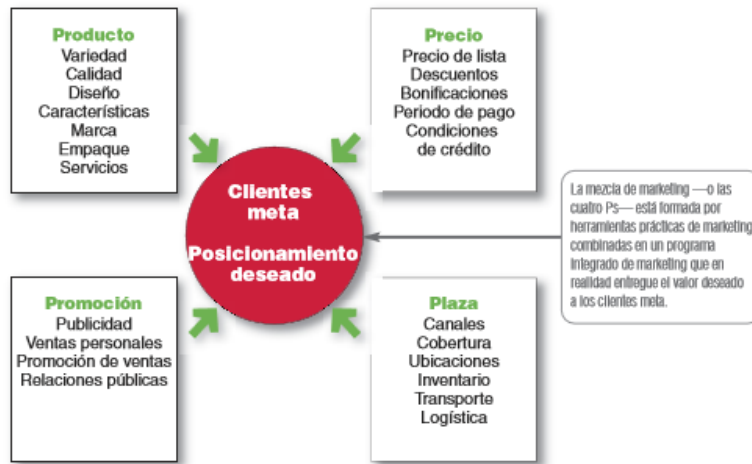 Producto
Variedad
Calidad
Diseño
Características
Marca
Empaque
Servicios
Precio
Precio de lista
Descuentos
Bonificaciones
Periodo de pago
Condiciones
de crédito
Clientes
meta
Posicionamiento
deseado
La mezcla de marketing —o las
cuatro Ps— está formada por
herramientas prácticas de marketing
combinadas en un programa
integrado de marketing que en
realidad entregue el valor deseado
a los clientes meta.
Promoción
Publicidad
Ventas personales
Promoción de ventas
Relaciones públicas
Plaza
Canales
Cobertura
Ubicaciones
Inventario
Transporte
Logística